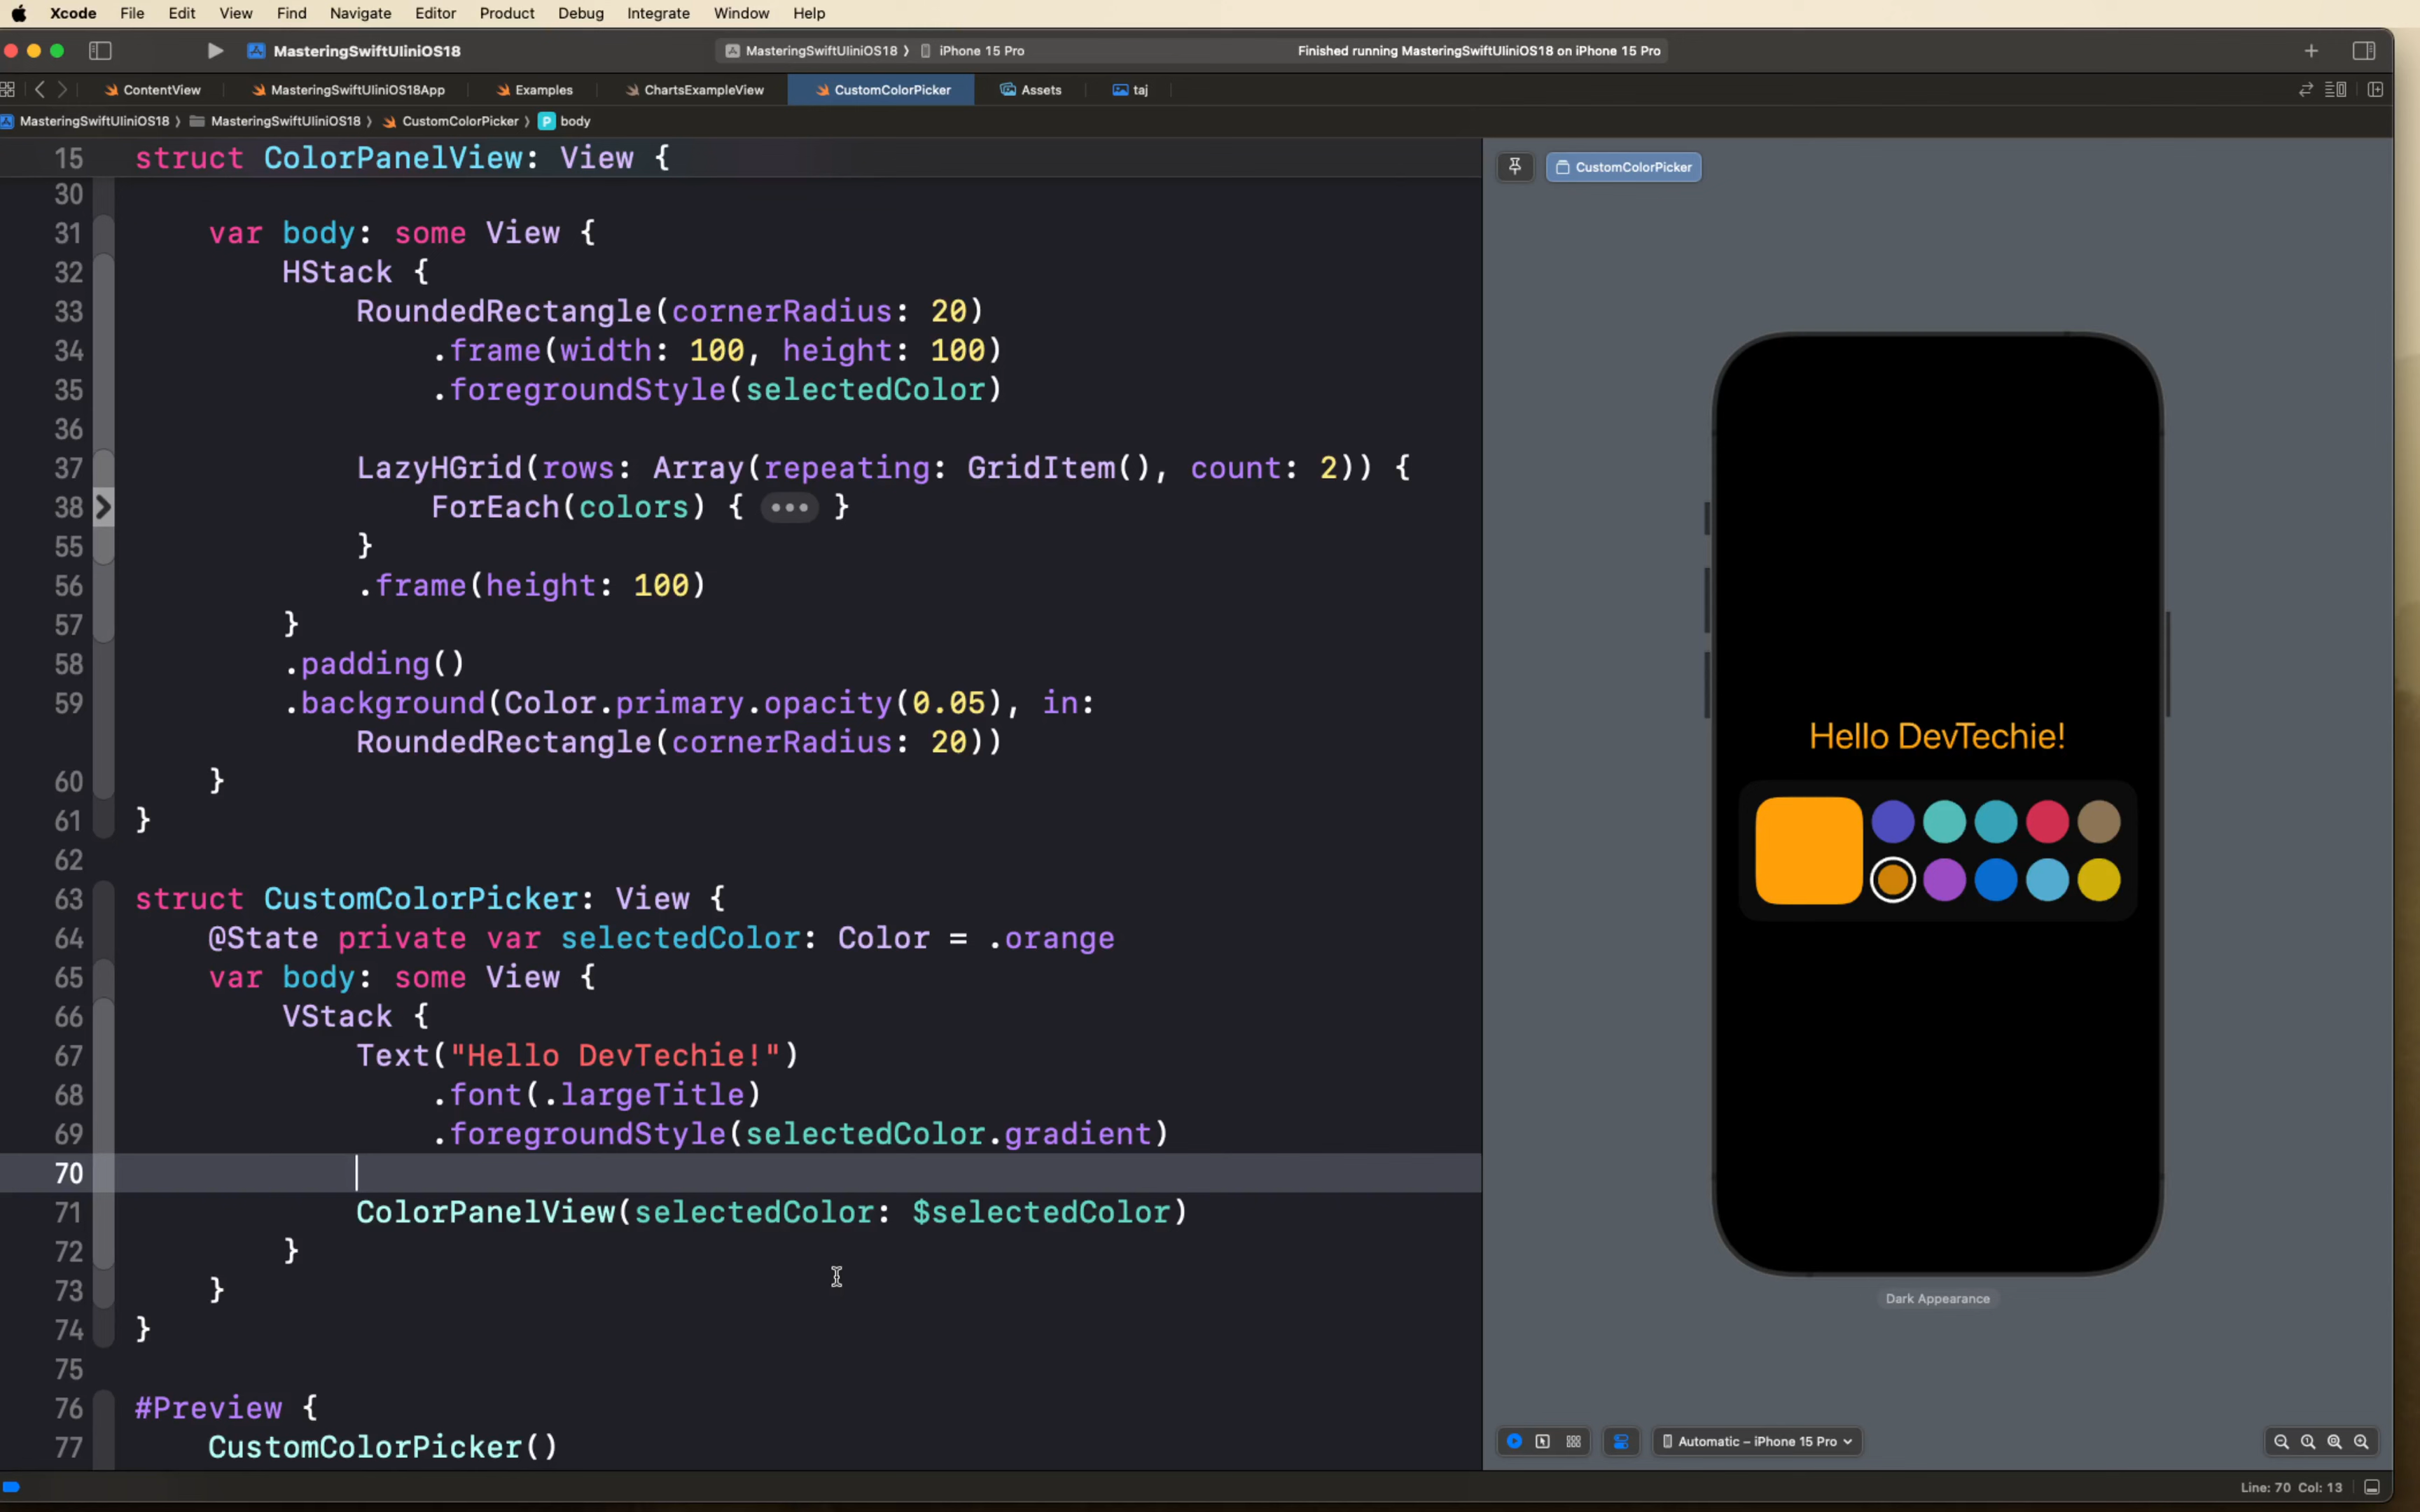 Xcode File Edit View Find Navigate Editor Product Debug Integrate Window Help
MasteringSwiftUIiniOS18 MasteringSwiftUIiniOS18 ⟩ iPhone 15 Pro Finished running MasteringSwiftUIiniOS18 on iPhone 15 Pro
ContentView MasteringSwiftUIiniOS18App Examples ChartsExampleView CustomColorPicker Assets taj
MasteringSwiftUIiniOS18 ⟩ MasteringSwiftUIiniOS18 ⟩ CustomColorPicker ⟩ P body
15 struct ColorPanelView: View {
30
31 var body: some View {
32 HStack {
33 RoundedRectangle(cornerRadius: 20)
34 .frame(width: 100, height: 100)
35 .foregroundStyle(selectedColor)
36
37 LazyHGrid(rows: Array(repeating: GridItem(), count: 2)) {
38 ForEach(colors) { ••• }
55 }
56 .frame(height: 100)
57 }
58 .padding()
59 .background(Color.primary.opacity(0.05), in:
RoundedRectangle(cornerRadius: 20))
60 }
61 }
62
63 struct CustomColorPicker: View {
64 @State private var selectedColor: Color = .orange
65 var body: some View {
66 VStack {
67 Text("Hello DevTechie!")
68 .font(.largeTitle)
69 .foregroundStyle(selectedColor.gradient)
70
71 ColorPanelView(selectedColor: $selectedColor)
72 }
73 }
74 }
75
76 #Preview {
77 CustomColorPicker()
CustomColorPicker
Hello DevTechie!
Dark Appearance
Automatic – iPhone 15 Pro
Line: 70 Col: 13